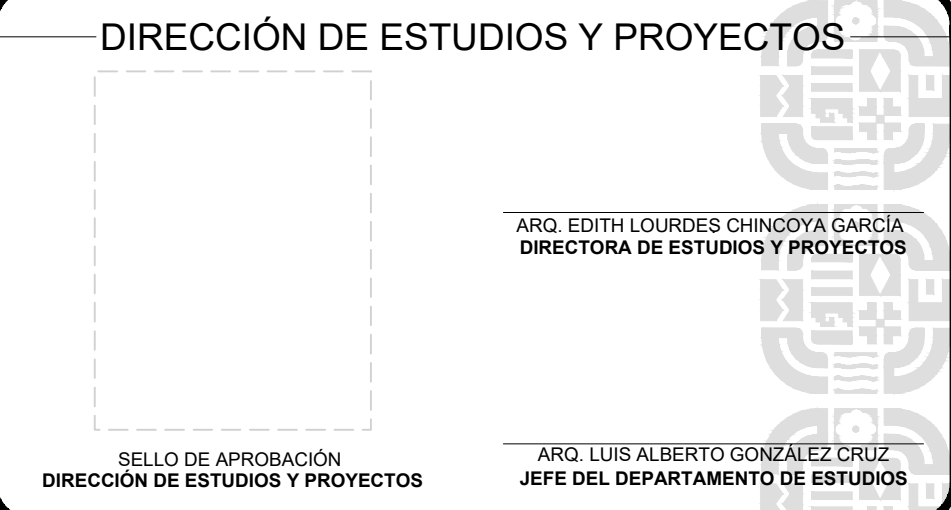 DIRECCIÓN DE ESTUDIOS Y PROYECTOS
ARQ. EDITH LOURDES CHINCOYA GARCÍA
DIRECTORA DE ESTUDIOS Y PROYECTOS
SELLO DE APROBACIÓN
DIRECCIÓN DE ESTUDIOS Y PROYECTOS
ARQ. LUIS ALBERTO GONZÁLEZ CRUZ
JEFE DEL DEPARTAMENTO DE ESTUDIOS